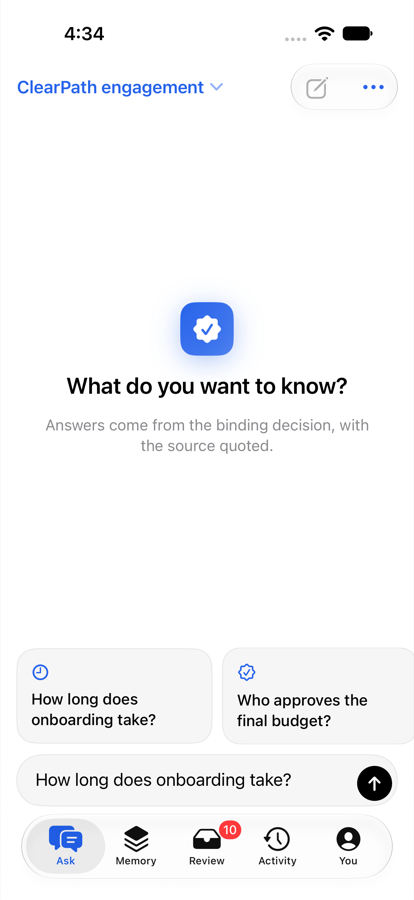 4:34
ClearPath engagement
What do you want to know?
Answers come from the binding decision, with
the source quoted.
How long does
onboarding take?
Who approves the
final budget?
How long does onboarding take?
10
Ask
Memory
Review
Activity
You